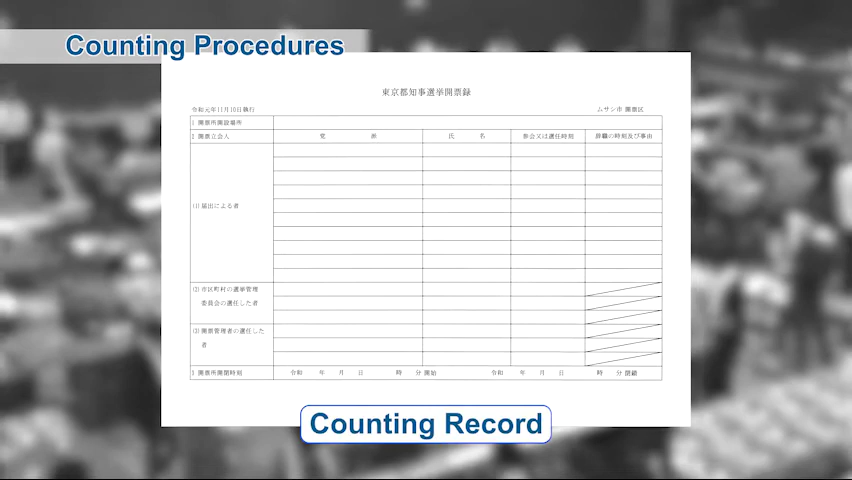 Counting Procedures
東京都知事選挙開票録
令和元年11月10日執行
ムサシ市 開票区
1 開票所開設場所
2 開票立会人 党 派 氏 名 参会又は選任時刻 辞職の時刻及び事由
(1) 届出による者
(2) 市区町村の選挙管理
委員会の選任した者
(3) 開票管理者の選任した
者
3 開票所開閉時刻 令和 年 月 日 時 分 開始 令和 年 月 日 時 分 閉鎖
Counting Record